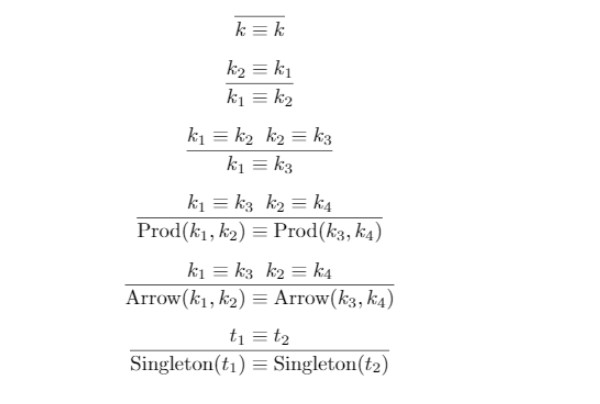 k ≡ k
k₂ ≡ k₁
k₁ ≡ k₂
k₁ ≡ k₂ k₂ ≡ k₃
k₁ ≡ k₃
k₁ ≡ k₃ k₂ ≡ k₄
Prod(k₁, k₂) ≡ Prod(k₃, k₄)
k₁ ≡ k₃ k₂ ≡ k₄
Arrow(k₁, k₂) ≡ Arrow(k₃, k₄)
t₁ ≡ t₂
Singleton(t₁) ≡ Singleton(t₂)